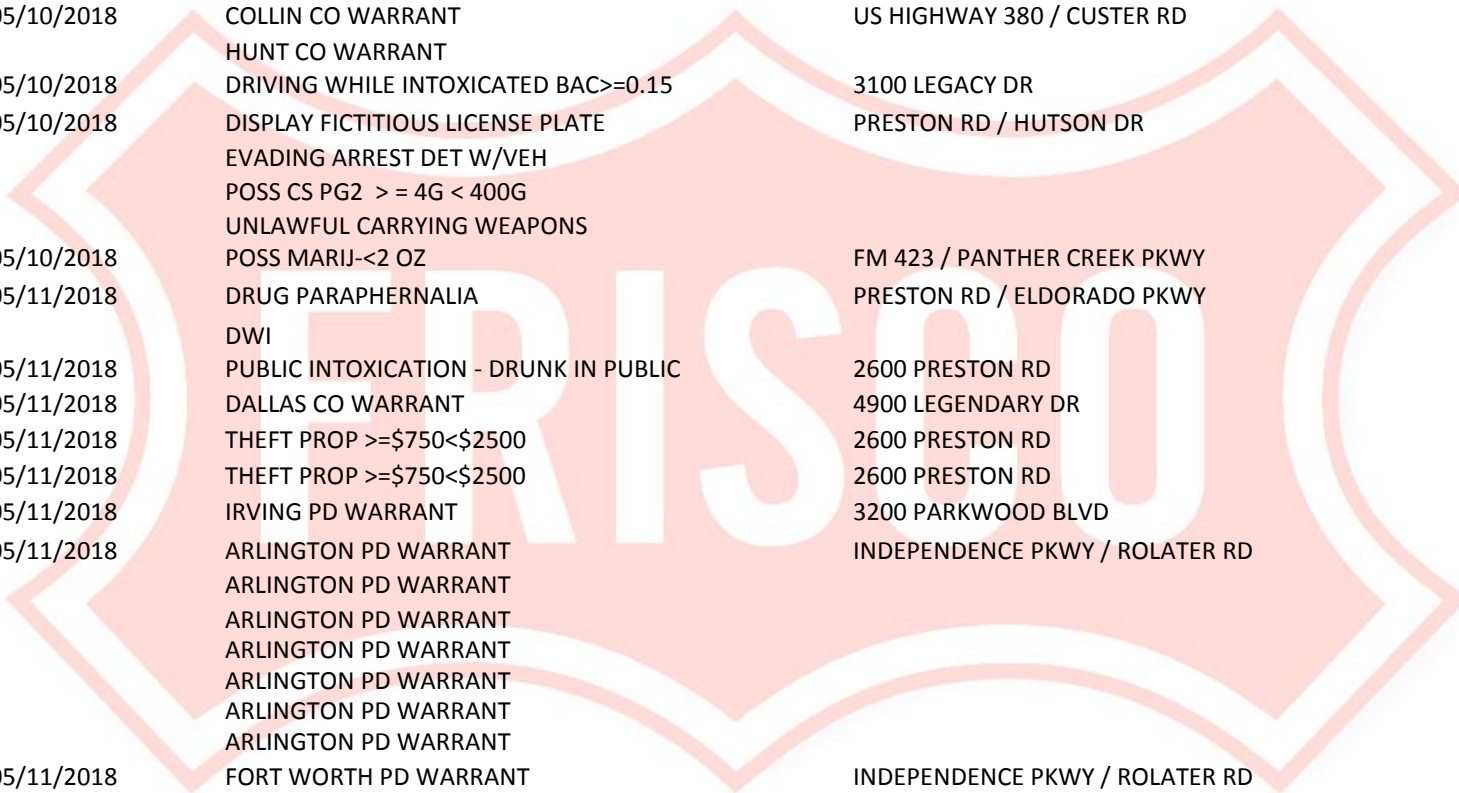 05/10/2018 COLLIN CO WARRANT US HIGHWAY 380 / CUSTER RD
HUNT CO WARRANT
05/10/2018 DRIVING WHILE INTOXICATED BAC>=0.15 3100 LEGACY DR
05/10/2018 DISPLAY FICTITIOUS LICENSE PLATE PRESTON RD / HUTSON DR
EVADING ARREST DET W/VEH
POSS CS PG2 > = 4G < 400G
UNLAWFUL CARRYING WEAPONS
05/10/2018 POSS MARIJ-<2 OZ FM 423 / PANTHER CREEK PKWY
05/11/2018 DRUG PARAPHERNALIA PRESTON RD / ELDORADO PKWY
DWI
05/11/2018 PUBLIC INTOXICATION - DRUNK IN PUBLIC 2600 PRESTON RD
05/11/2018 DALLAS CO WARRANT 4900 LEGENDARY DR
05/11/2018 THEFT PROP >=$750<$2500 2600 PRESTON RD
05/11/2018 THEFT PROP >=$750<$2500 2600 PRESTON RD
05/11/2018 IRVING PD WARRANT 3200 PARKWOOD BLVD
05/11/2018 ARLINGTON PD WARRANT INDEPENDENCE PKWY / ROLATER RD
ARLINGTON PD WARRANT
ARLINGTON PD WARRANT
ARLINGTON PD WARRANT
ARLINGTON PD WARRANT
ARLINGTON PD WARRANT
ARLINGTON PD WARRANT
05/11/2018 FORT WORTH PD WARRANT INDEPENDENCE PKWY / ROLATER RD
FRISCO